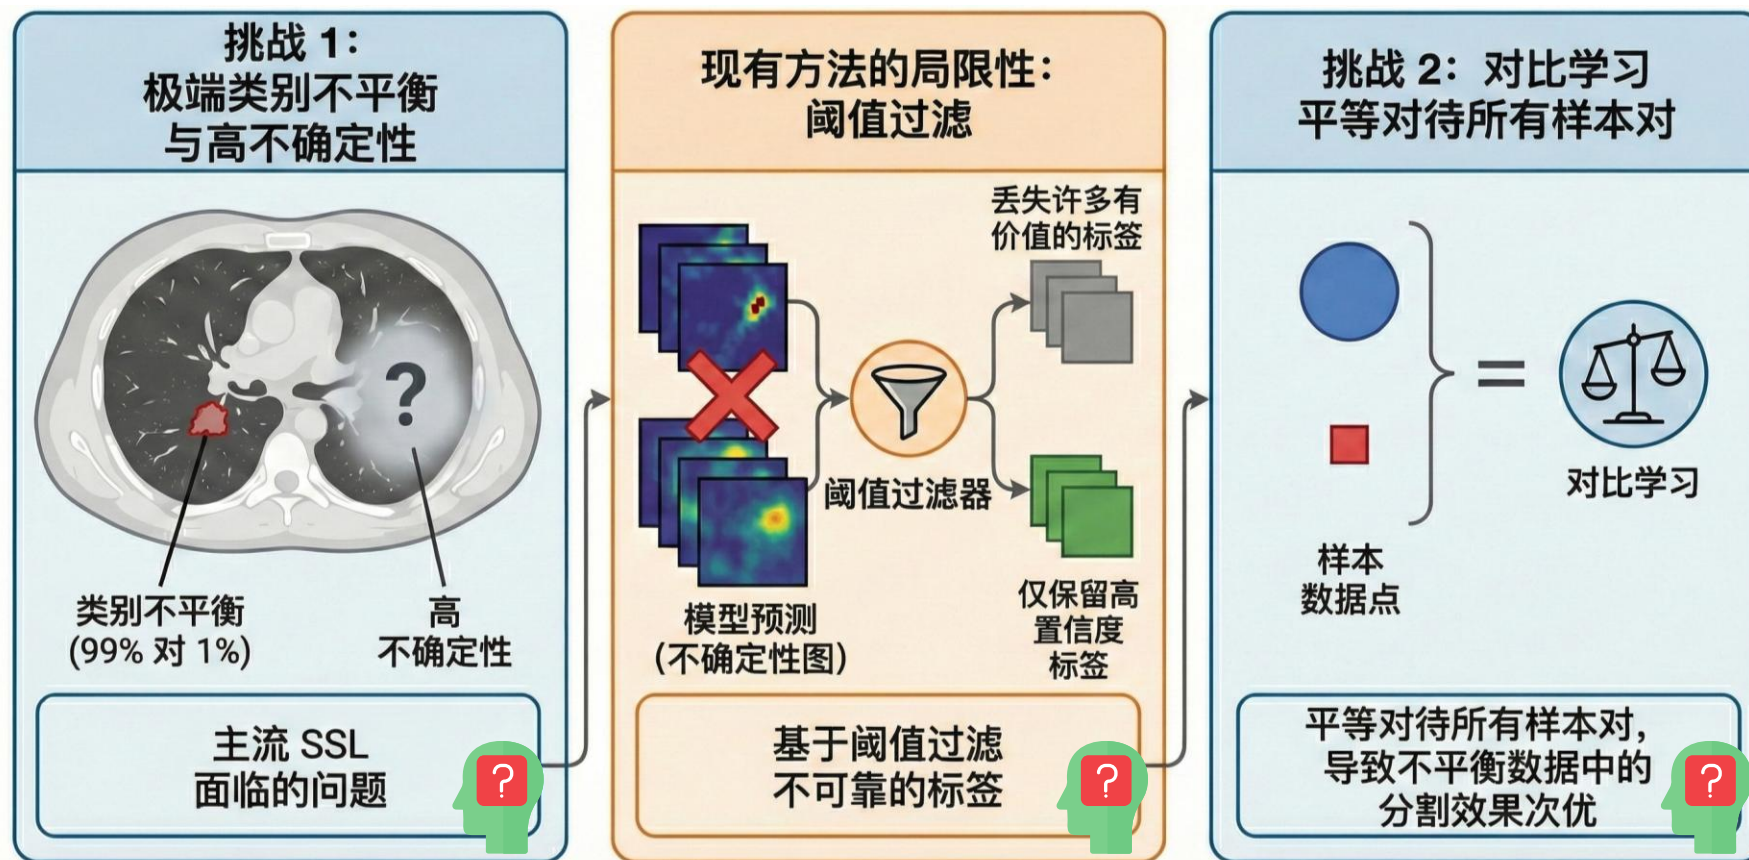 挑战 1：
极端类别不平衡
与高不确定性
?
类别不平衡
(99% 对 1%)
高
不确定性
主流 SSL
面临的问题
?
现有方法的局限性：
阈值过滤
丢失许多有
价值的标签
阈值过滤器
模型预测
(不确定性图)
仅保留高
置信度
标签
基于阈值过滤
不可靠的标签
?
挑战 2：对比学习
平等对待所有样本对
=
对比学习
样本
数据点
平等对待所有样本对，
导致不平衡数据中的
分割效果次优
?